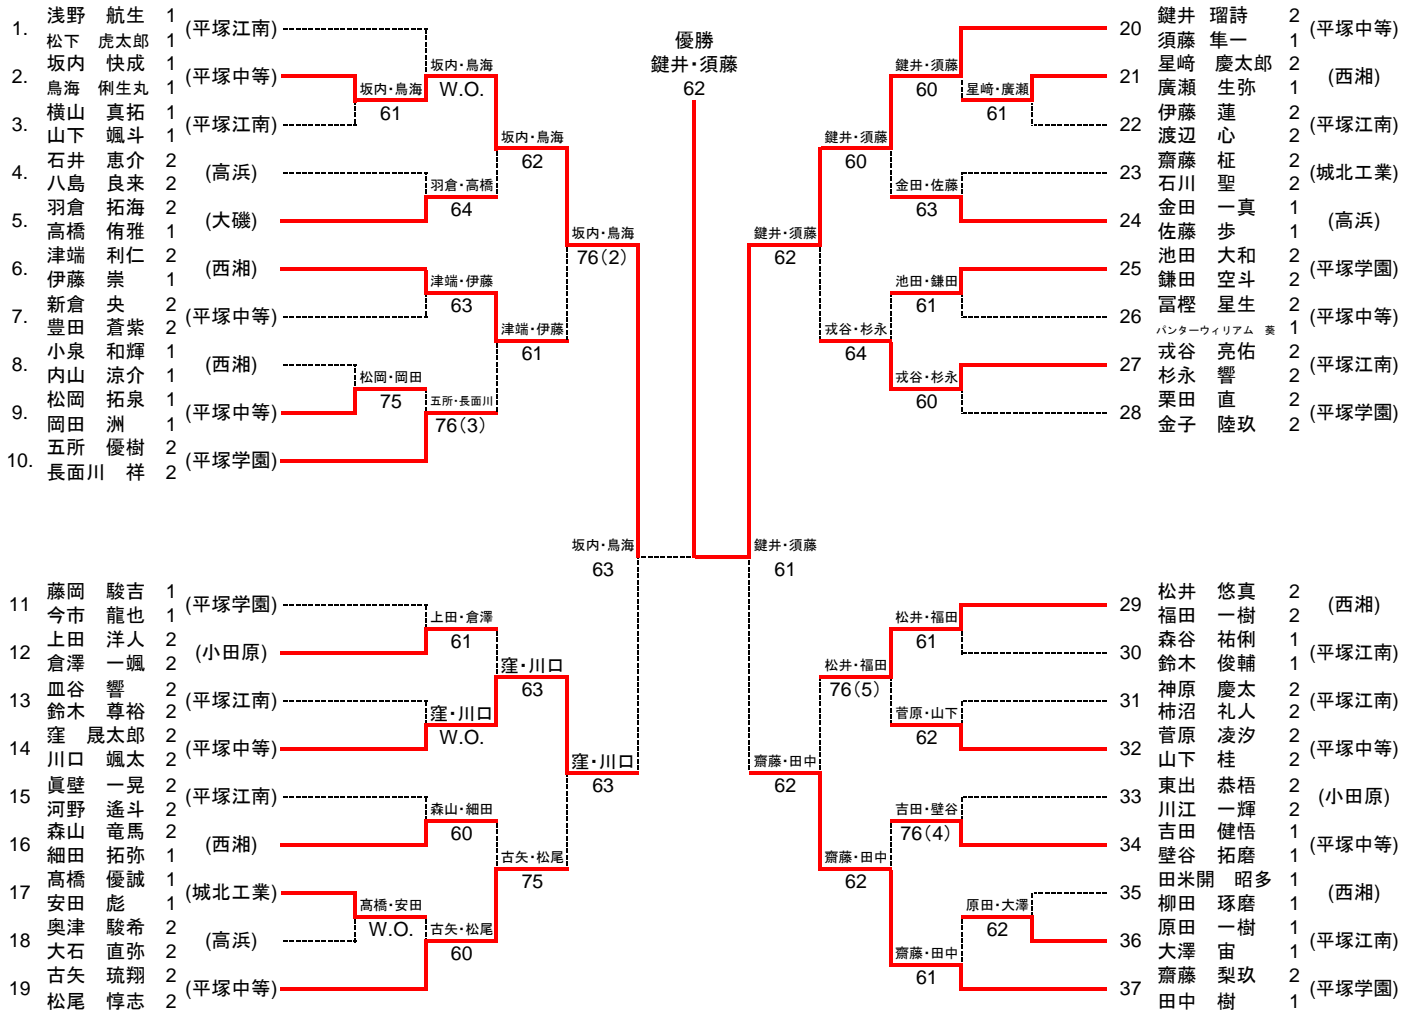 優勝
鍵井・須藤
62
1. 浅野 航生 1 (平塚江南)
松下 虎太郎 1
2. 坂内 快成 1 (平塚中等)
鳥海 俐生丸 1
3. 横山 真拓 1 (平塚江南)
山下 颯斗 1
4. 石井 恵介 2 (高浜)
八島 良来 2
5. 羽倉 拓海 2 (大磯)
高橋 侑雅 1
6. 津端 利仁 2 (西湘)
伊藤 崇 1
7. 新倉 央 2 (平塚中等)
豊田 蒼紫 2
8. 小泉 和輝 1 (西湘)
内山 涼介 1
9. 松岡 拓泉 1 (平塚中等)
岡田 洲 1
10. 五所 優樹 2 (平塚学園)
長面川 祥 2
坂内・鳥海
61
坂内・鳥海
W.O.
羽倉・高橋
64
坂内・鳥海
62
津端・伊藤
63
松岡・岡田
75
五所・長面川
76(3)
津端・伊藤
61
坂内・鳥海
76(2)
坂内・鳥海
63
11 藤岡 駿吉 1 (平塚学園)
今市 龍也 1
12 上田 洋人 2 (小田原)
倉澤 一颯 2
13 皿谷 響 2 (平塚江南)
鈴木 尊裕 2
14 窪 晟太郎 2 (平塚中等)
川口 颯太 2
15 眞壁 一晃 2 (平塚江南)
河野 遙斗 2
16 森山 竜馬 2 (西湘)
細田 拓弥 1
17 髙橋 優誠 1 (城北工業)
安田 彪 1
18 奥津 駿希 2 (高浜)
大石 直弥 2
19 古矢 琉翔 2 (平塚中等)
松尾 惇志 2
上田・倉澤
61
窪・川口
W.O.
窪・川口
63
森山・細田
60
髙橋・安田
W.O.
古矢・松尾
60
古矢・松尾
75
窪・川口
63
20 鍵井 瑠詩 2 (平塚中等)
須藤 隼一 1
21 星﨑 慶太郎 2 (西湘)
廣瀬 生弥 1
22 伊藤 蓮 2 (平塚江南)
渡辺 心 2
23 齋藤 柾 2 (城北工業)
石川 聖 2
24 金田 一真 1 (高浜)
佐藤 歩 1
25 池田 大和 2 (平塚学園)
鎌田 空斗 2
26 冨樫 星生 2 (平塚中等)
パンターウィリアム 葵 1
27 戎谷 亮佑 2 (平塚江南)
杉永 響 2
28 栗田 直 2 (平塚学園)
金子 陸玖 2
星﨑・廣瀬
61
鍵井・須藤
60
金田・佐藤
63
鍵井・須藤
60
池田・鎌田
61
戎谷・杉永
60
戎谷・杉永
64
鍵井・須藤
62
鍵井・須藤
61
29 松井 悠真 2 (西湘)
福田 一樹 2
30 森谷 祐俐 1 (平塚江南)
鈴木 俊輔 1
31 神原 慶太 2 (平塚江南)
柿沼 礼人 2
32 菅原 凌汐 2 (平塚中等)
山下 桂 2
33 東出 恭梧 2 (小田原)
川江 一輝 2
34 吉田 健悟 1 (平塚中等)
壁谷 拓磨 1
35 田米開 昭多 1 (西湘)
柳田 琢磨 1
36 原田 一樹 1 (平塚江南)
大澤 宙 1
37 齋藤 梨玖 2 (平塚学園)
田中 樹 1
松井・福田
61
菅原・山下
62
松井・福田
76(5)
吉田・壁谷
76(4)
原田・大澤
62
齋藤・田中
61
齋藤・田中
62
齋藤・田中
62